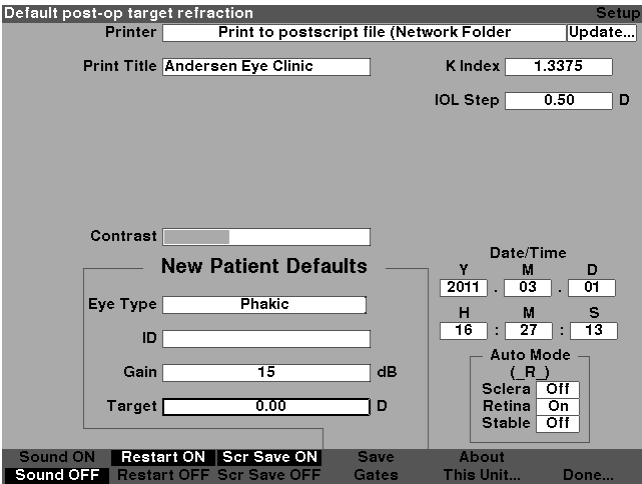 Default post-op target refraction Setup
Printer Print to postscript file (Network Folder Update...
Print Title Andersen Eye Clinic K Index 1.3375
IOL Step 0.50 D
Contrast
Date/Time
New Patient Defaults Y M D
2011 . 03 . 01
Eye Type Phakic H M S
ID 16 : 27 : 13
Auto Mode
Gain 15 dB (_R_)
Sclera Off
Retina On
Target 0.00 D Stable Off
Sound ON Restart ON Scr Save ON Save About
Sound OFF Restart OFF Scr Save OFF Gates This Unit... Done...